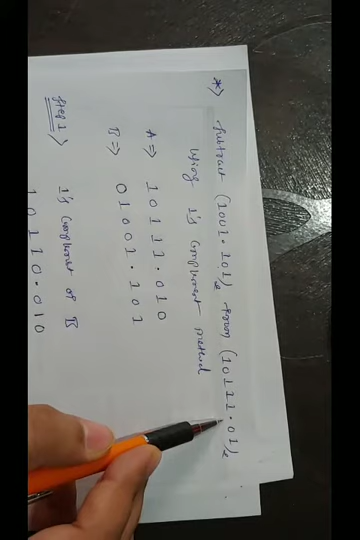 *) Subtract (1001.101)₂ from (10111.01)₂
Using 1's Complement method
A => 10111.010
B => 01001.101
Step 1 > 1's Complement of B
10110.010